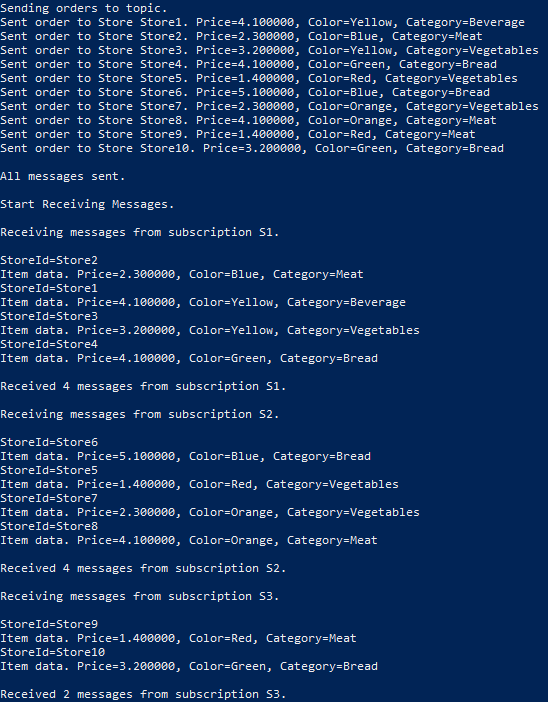 Sending orders to topic.
Sent order to Store Store1. Price=4.100000, Color=Yellow, Category=Beverage
Sent order to Store Store2. Price=2.300000, Color=Blue, Category=Meat
Sent order to Store Store3. Price=3.200000, Color=Yellow, Category=Vegetables
Sent order to Store Store4. Price=4.100000, Color=Green, Category=Bread
Sent order to Store Store5. Price=1.400000, Color=Red, Category=Vegetables
Sent order to Store Store6. Price=5.100000, Color=Blue, Category=Bread
Sent order to Store Store7. Price=2.300000, Color=Orange, Category=Vegetables
Sent order to Store Store8. Price=4.100000, Color=Orange, Category=Meat
Sent order to Store Store9. Price=1.400000, Color=Red, Category=Meat
Sent order to Store Store10. Price=3.200000, Color=Green, Category=Bread
All messages sent.
Start Receiving Messages.
Receiving messages from subscription S1.
StoreId=Store2
Item data. Price=2.300000, Color=Blue, Category=Meat
StoreId=Store1
Item data. Price=4.100000, Color=Yellow, Category=Beverage
StoreId=Store3
Item data. Price=3.200000, Color=Yellow, Category=Vegetables
StoreId=Store4
Item data. Price=4.100000, Color=Green, Category=Bread
Received 4 messages from subscription S1.
Receiving messages from subscription S2.
StoreId=Store6
Item data. Price=5.100000, Color=Blue, Category=Bread
StoreId=Store5
Item data. Price=1.400000, Color=Red, Category=Vegetables
StoreId=Store7
Item data. Price=2.300000, Color=Orange, Category=Vegetables
StoreId=Store8
Item data. Price=4.100000, Color=Orange, Category=Meat
Received 4 messages from subscription S2.
Receiving messages from subscription S3.
StoreId=Store9
Item data. Price=1.400000, Color=Red, Category=Meat
StoreId=Store10
Item data. Price=3.200000, Color=Green, Category=Bread
Received 2 messages from subscription S3.